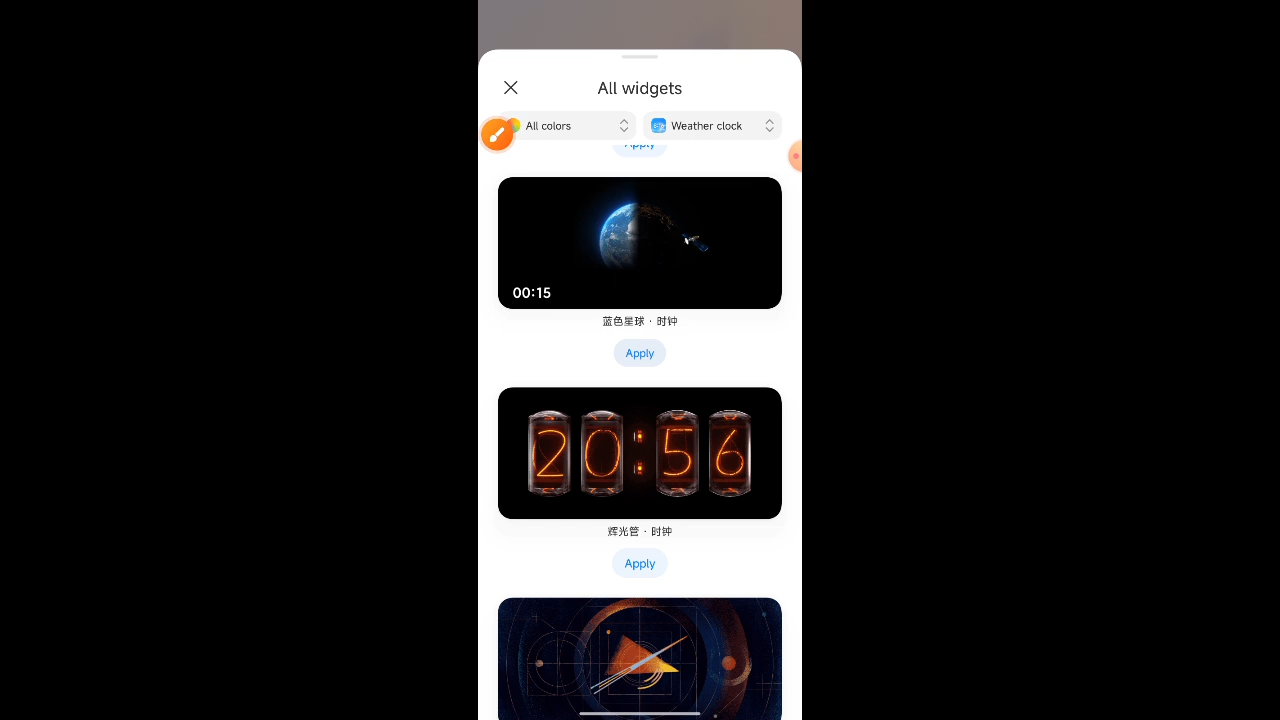 All widgets
All colors
Weather clock
Apply
00:15
蓝色星球 · 时钟
Apply
20:56
辉光管 · 时钟
Apply